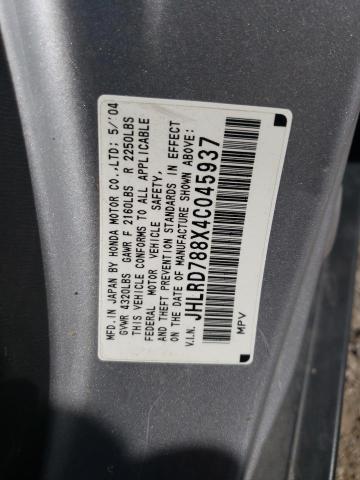 MFD. IN JAPAN BY HONDA MOTOR CO.,LTD: 5/'04
GVWR 4320LBS GAWR F 2160LBS R 2250LBS
THIS VEHICLE CONFORMS TO ALL APPLICABLE
FEDERAL MOTOR VEHICLE SAFETY,
THEFT PREVENTION STANDARDS IN EFFECT
ON THE DATE OF MANUFACTURE SHOWN ABOVE.
V.I.N. JHLRD788X4C045937
MPV